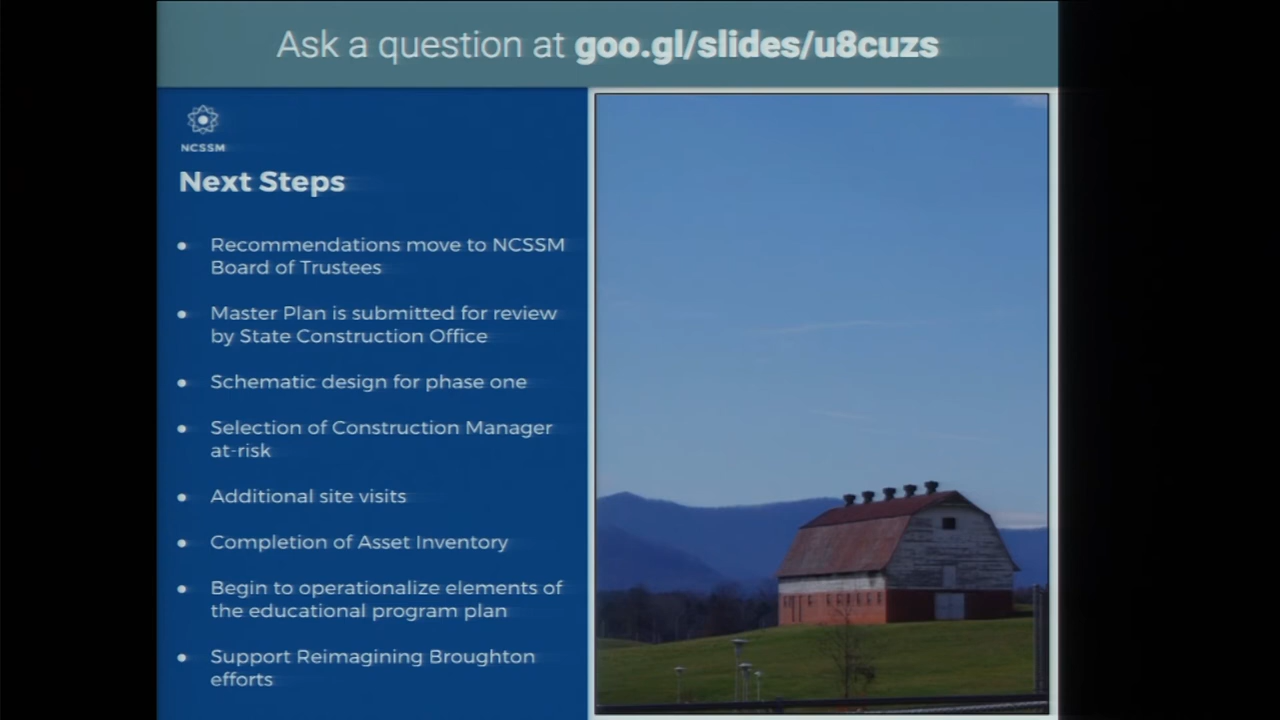 Ask a question at goo.gl/slides/u8cuzs
NCSSM
Next Steps
● Recommendations move to NCSSM
Board of Trustees
● Master Plan is submitted for review
by State Construction Office
● Schematic design for phase one
● Selection of Construction Manager
at-risk
● Additional site visits
● Completion of Asset Inventory
● Begin to operationalize elements of
the educational program plan
● Support Reimagining Broughton
efforts